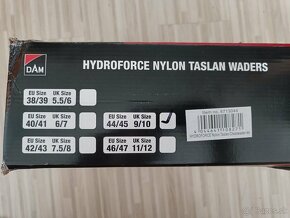 DAM
HYDROFORCE NYLON TASLAN WADERS
EU Size UK Size
38/39 5.5/6
EU Size UK Size
40/41 6/7
EU Size UK Size
44/45 9/10
EU Size UK Size
42/43 7.5/8
EU Size UK Size
46/47 11/12